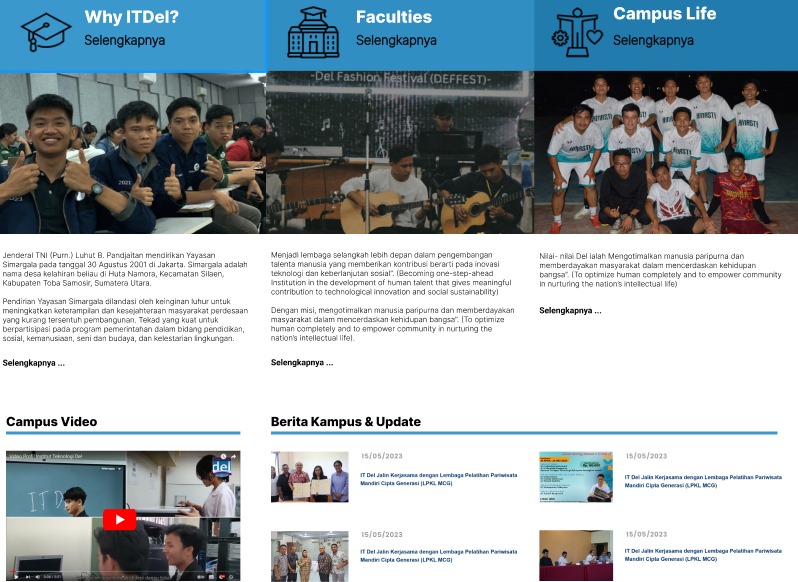 Why ITDel?
Selengkapnya
Faculties
Selengkapnya
Campus Life
Selengkapnya
-Del Fashion Festival (DEFFEST)-
2021
Jenderal TNI (Purn.) Luhut B. Pandjaitan mendirikan Yayasan
Simargala pada tanggal 30 Agustus 2001 di Jakarta. Simargala adalah
nama desa kelahiran beliau di Huta Namora, Kecamatan Silaen,
Kabupaten Toba Samosir, Sumatera Utara.
Pendirian Yayasan Simargala dilandasi oleh keinginan luhur untuk
meningkatkan keterampilan dan kesejahteraan masyarakat perdesaan
yang kurang tersentuh pembangunan. Tekad yang kuat untuk
berpartisipasi pada program pemerintahan dalam bidang pendidikan,
sosial, kemanusiaan, seni dan budaya, dan kelestarian lingkungan.
Selengkapnya ...
Menjadi lembaga selangkah lebih depan dalam pengembangan
talenta manusia yang memberikan kontribusi berarti pada inovasi
teknologi dan keberlanjutan sosial”. (Becoming one-step-ahead
Institution in the development of human talent that gives meaningful
contribution to technological innovation and social sustainability)
Dengan misi, mengotimalkan manusia paripurna dan memberdayakan
masyarakat dalam mencerdaskan kehidupan bangsa”. (To optimize
human completely and to empower community in nurturing the
nation's intellectual life).
Selengkapnya ...
Nilai- nilai Del ialah Mengotimalkan manusia paripurna dan
memberdayakan masyarakat dalam mencerdaskan kehidupan
bangsa”. (To optimize human completely and to empower community
in nurturing the nation's intellectual life)
Selengkapnya ...
Campus Video
Video Prof.. Institut Teknologi Del
del
IT D
Berita Kampus & Update
15/05/2023
IT Del Jalin Kerjasama dengan Lembaga Pelatihan Pariwisata
Mandiri Cipta Generasi (LPKL MCG)
15/05/2023
IT Del Jalin Kerjasama dengan Lembaga Pelatihan Pariwisata
Mandiri Cipta Generasi (LPKL MCG)
15/05/2023
IT Del Jalin Kerjasama dengan Lembaga Pelatihan Pariwisata
Mandiri Cipta Generasi (LPKL MCG)
15/05/2023
IT Del Jalin Kerjasama dengan Lembaga Pelatihan Pariwisata
Mandiri Cipta Generasi (LPKL MCG)